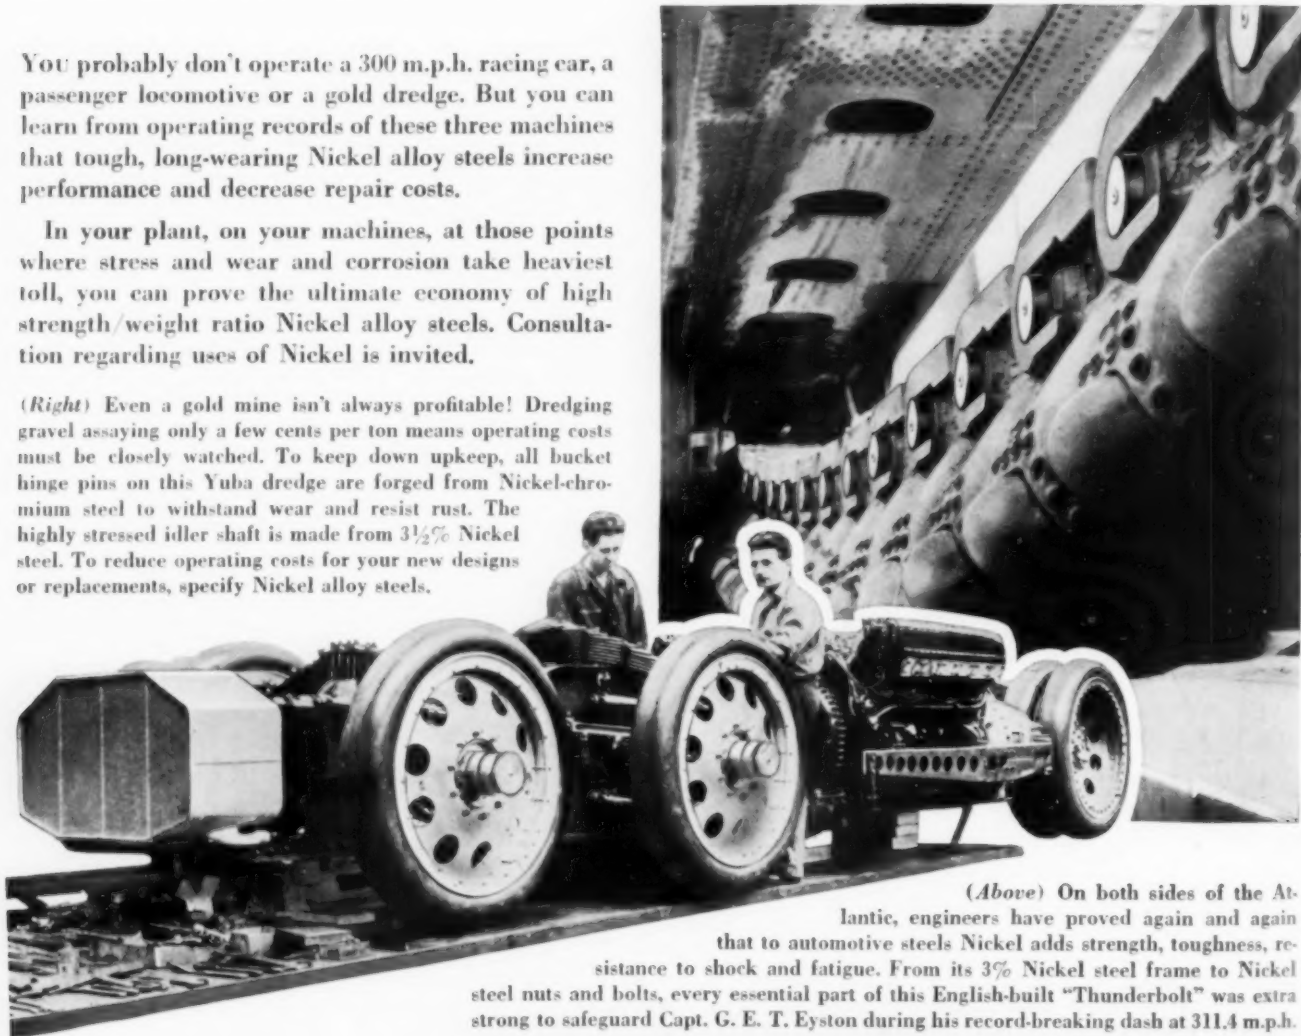 You probably don't operate a 300 m.p.h. racing car, a
passenger locomotive or a gold dredge. But you can
learn from operating records of these three machines
that tough, long-wearing Nickel alloy steels increase
performance and decrease repair costs.
In your plant, on your machines, at those points
where stress and wear and corrosion take heaviest
toll, you can prove the ultimate economy of high
strength/weight ratio Nickel alloy steels. Consulta-
tion regarding uses of Nickel is invited.
(Right) Even a gold mine isn't always profitable! Dredging
gravel assaying only a few cents per ton means operating costs
must be closely watched. To keep down upkeep, all bucket
hinge pins on this Yuba dredge are forged from Nickel-chro-
mium steel to withstand wear and resist rust. The
highly stressed idler shaft is made from 3½% Nickel
steel. To reduce operating costs for your new designs
or replacements, specify Nickel alloy steels.
(Above) On both sides of the At-
lantic, engineers have proved again and again
that to automotive steels Nickel adds strength, toughness, re-
sistance to shock and fatigue. From its 3% Nickel steel frame to Nickel
steel nuts and bolts, every essential part of this English-built "Thunderbolt" was extra
strong to safeguard Capt. G. E. T. Eyston during his record-breaking dash at 311.4 m.p.h.